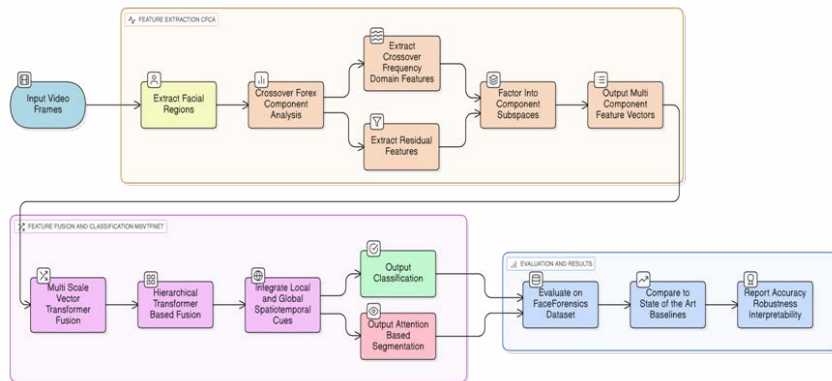 FEATURE EXTRACTION CFCA
Input Video
Frames
Extract Facial
Regions
Crossover Forex
Component
Analysis
Extract
Crossover
Frequency
Domain Features
Extract Residual
Features
Factor Into
Component
Subspaces
Output Multi
Component
Feature Vectors
FEATURE FUSION AND CLASSIFICATION MSVTFNET
Multi Scale
Vector
Transformer
Fusion
Hierarchical
Transformer
Based Fusion
Integrate Local
and Global
Spatiotemporal
Cues
Output
Classification
Output Attention
Based
Segmentation
EVALUATION AND RESULTS
Evaluate on
FaceForensics
Dataset
Compare to
State of the Art
Baselines
Report Accuracy
Robustness
Interpretability